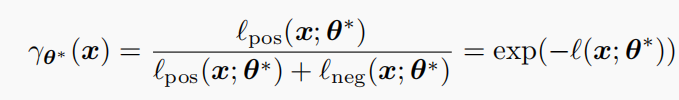 γ_θ*(x) = ℓ_pos(x; θ*) / (ℓ_pos(x; θ*) + ℓ_neg(x; θ*)) = exp(−ℓ(x; θ*))